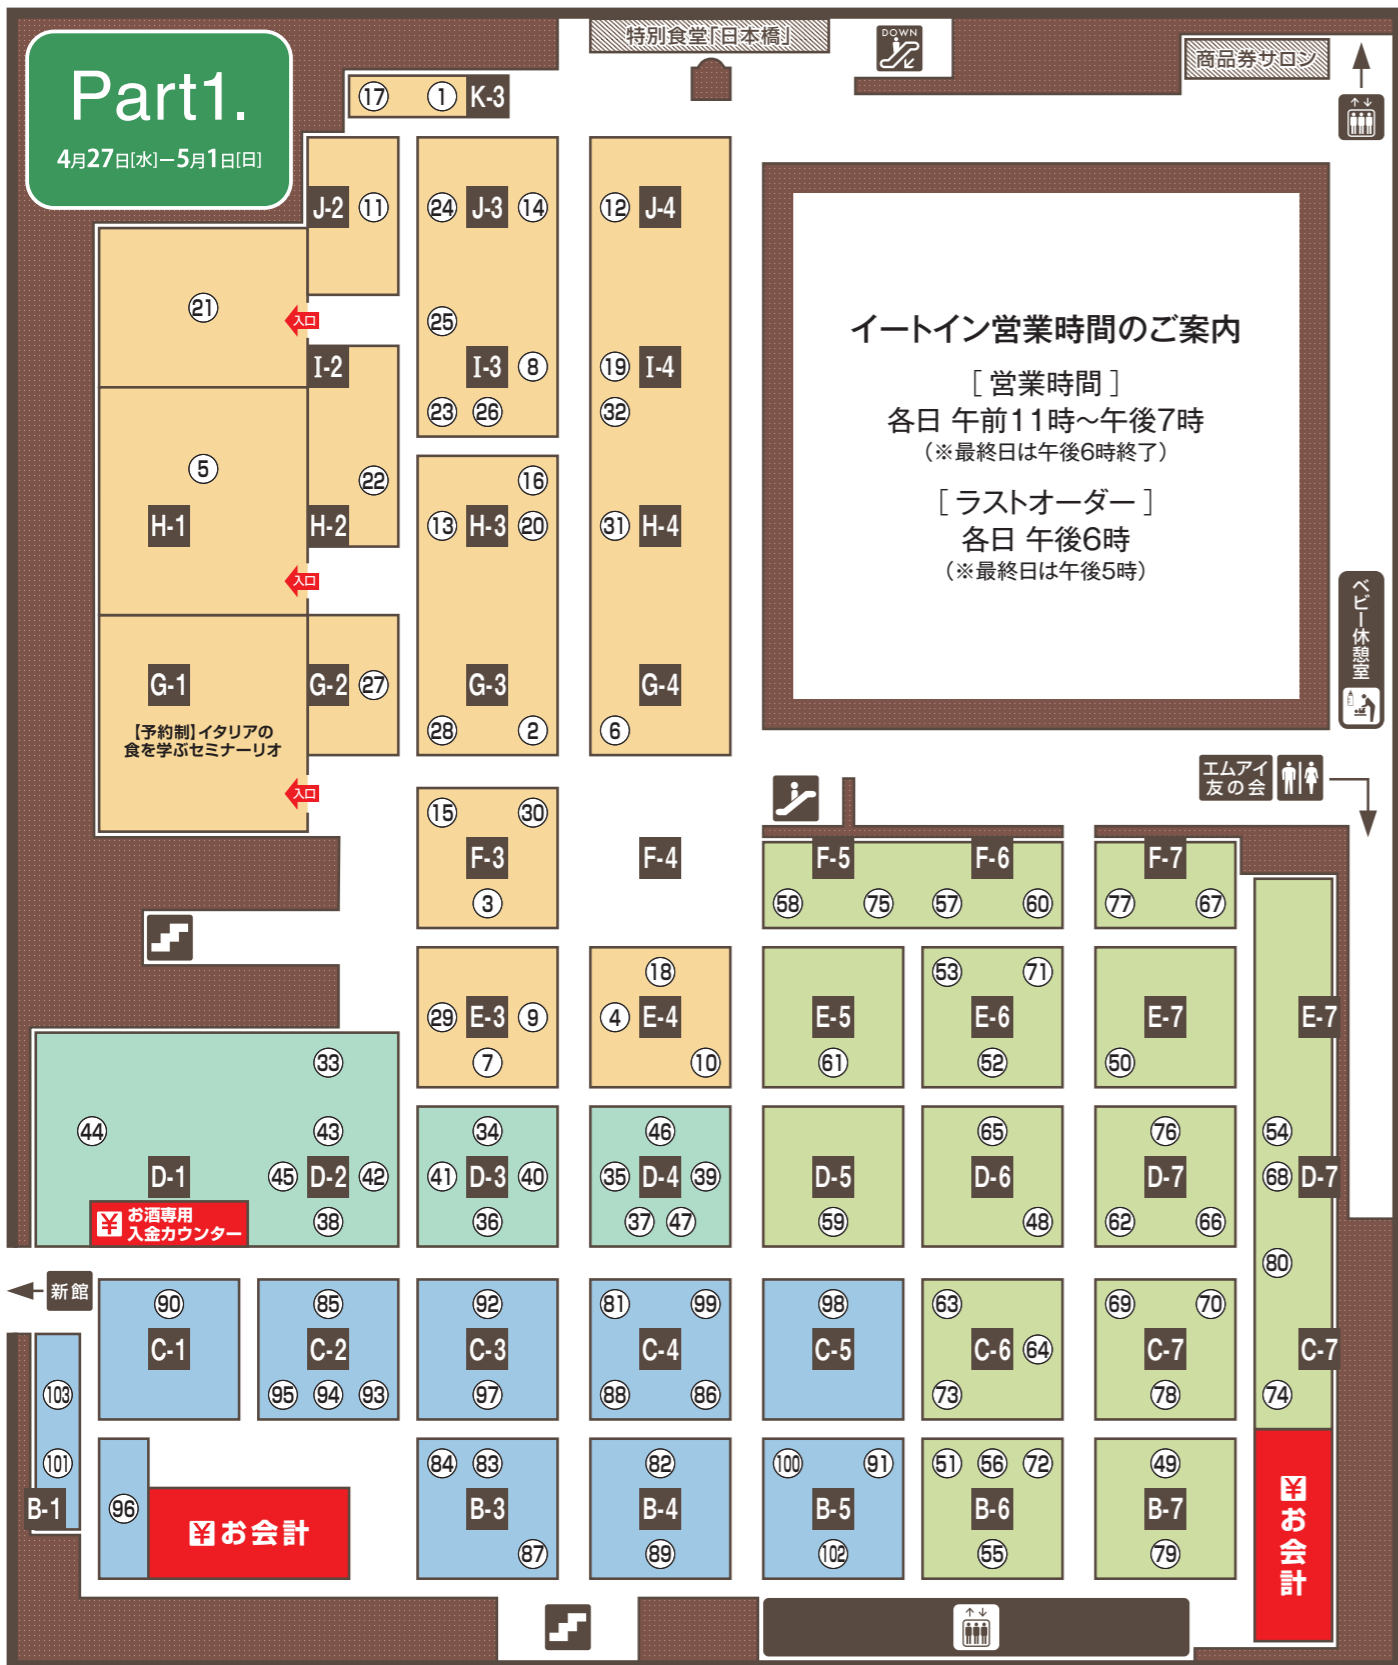 Part1.
4月27日[水]−5月1日[日]
特別食堂「日本橋」
DOWN
商品券サロン
17 1 K-3
J-2 11
24 J-3 14
12 J-4
21
入口
25
I-2
I-3 8
19 I-4
23 26
32
イートイン営業時間のご案内
[ 営業時間 ]
各日 午前11時〜午後7時
(※最終日は午後6時終了)
[ ラストオーダー ]
各日 午後6時
(※最終日は午後5時)
5
22
16
H-1
H-2
13 H-3 20
31 H-4
入口
ベビー休憩室
G-1
G-2 27
G-3
G-4
【予約制】イタリアの
食を学ぶセミナーリオ
28 2
6
入口
エムアイ
友の会
15 30
F-3
3
F-4
F-5 F-6
58 75 57 60
F-7
77 67
29 E-3 9
7
18
4 E-4
10
E-5
61
53 71
E-6
52
E-7
50
E-7
33
44
43
D-1
45 D-2 42
38
¥ お酒専用
入金カウンター
34
41 D-3 40
36
46
35 D-4 39
37 47
D-5
59
65
D-6
48
76
D-7
62 66
54
68 D-7
80
新館
90
C-1
85
C-2
95 94 93
92
C-3
97
81 99
C-4
88 86
98
C-5
63
C-6 64
73
69 70
C-7
78
C-7
74
103
101
B-1
96
¥お会計
84 83
B-3
87
82
B-4
89
100 91
B-5
102
51 56 72
B-6
55
49
B-7
79
¥お会計